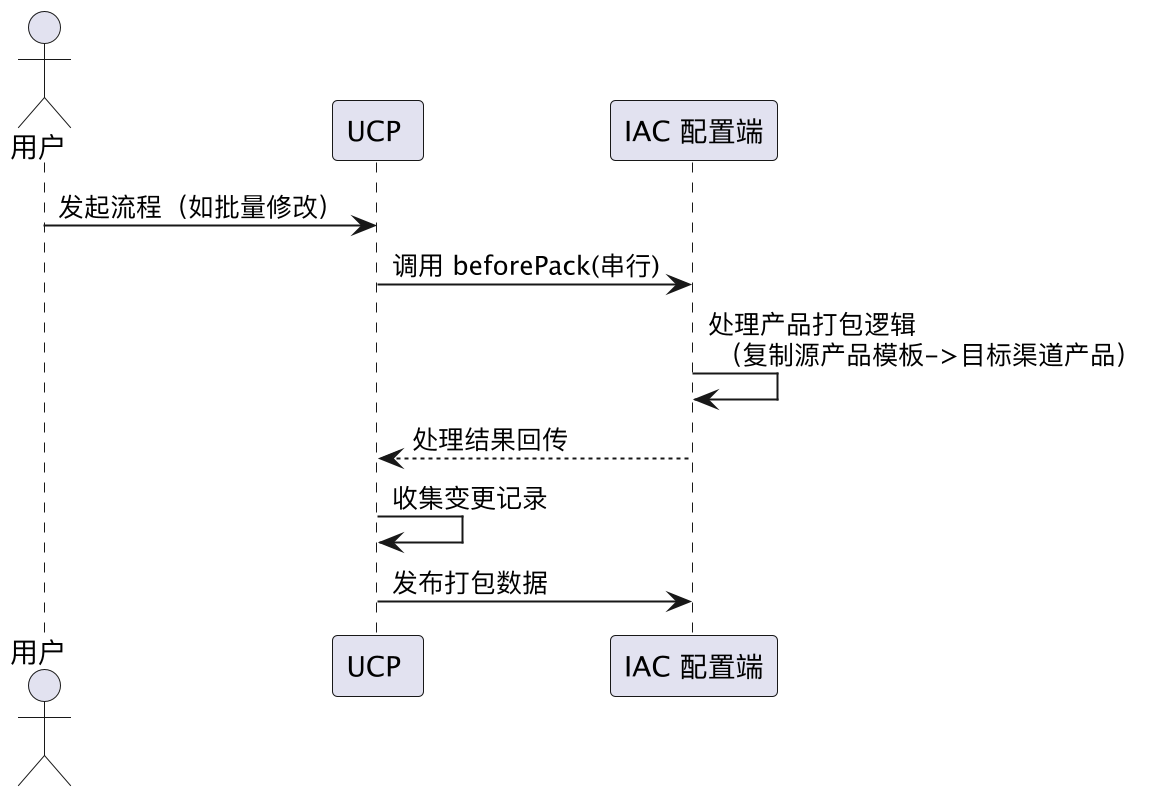 用户
UCP
IAC 配置端
发起流程（如批量修改）
调用 beforePack(串行)
处理产品打包逻辑
（复制源产品模板->目标渠道产品）
处理结果回传
收集变更记录
发布打包数据
用户
UCP
IAC 配置端